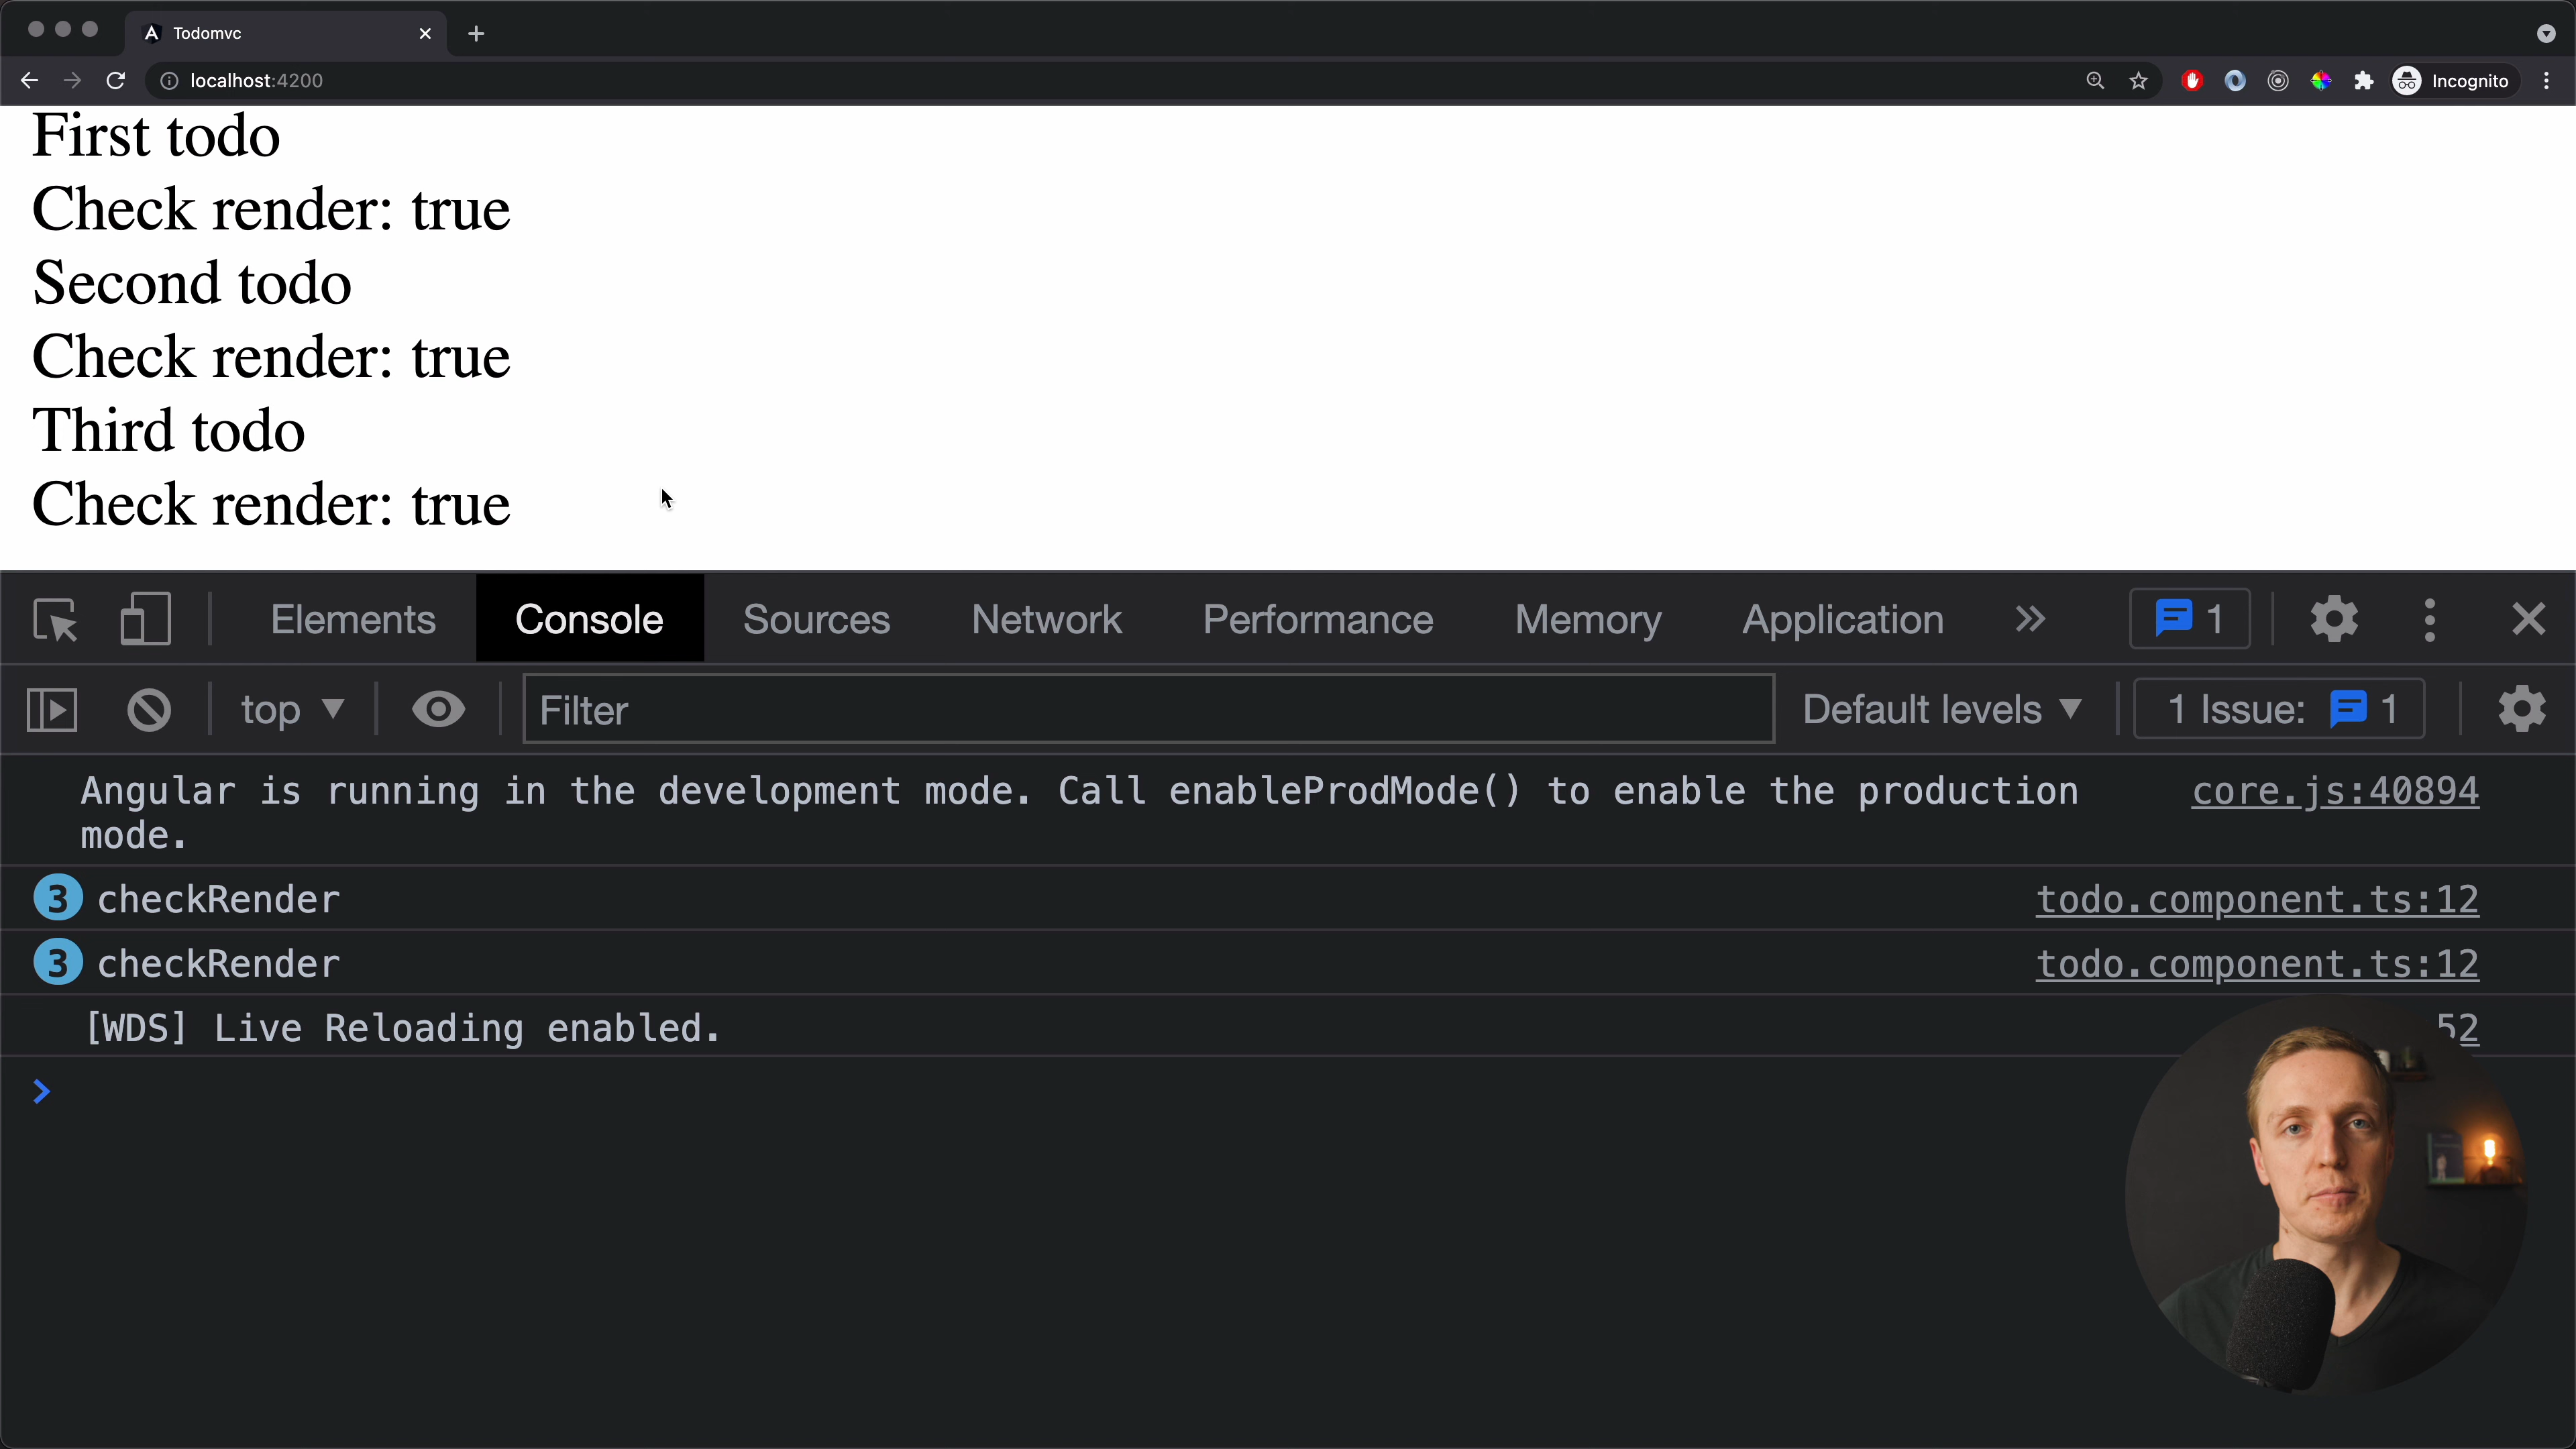 Todomvc
localhost:4200
Incognito
First todo
Check render: true
Second todo
Check render: true
Third todo
Check render: true
Elements Console Sources Network Performance Memory Application 1
top Filter Default levels 1 Issue: 1
Angular is running in the development mode. Call enableProdMode() to enable the production core.js:40894
mode.
3 checkRender todo.component.ts:12
3 checkRender todo.component.ts:12
[WDS] Live Reloading enabled. 52